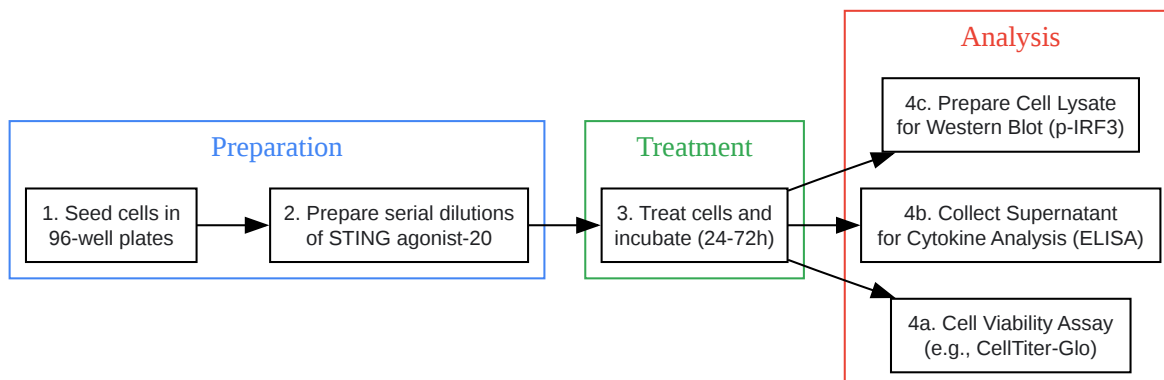 Preparation
1. Seed cells in
96-well plates
2. Prepare serial dilutions
of STING agonist-20
Treatment
3. Treat cells and
incubate (24-72h)
Analysis
4c. Prepare Cell Lysate
for Western Blot (p-IRF3)
4b. Collect Supernatant
for Cytokine Analysis (ELISA)
4a. Cell Viability Assay
(e.g., CellTiter-Glo)